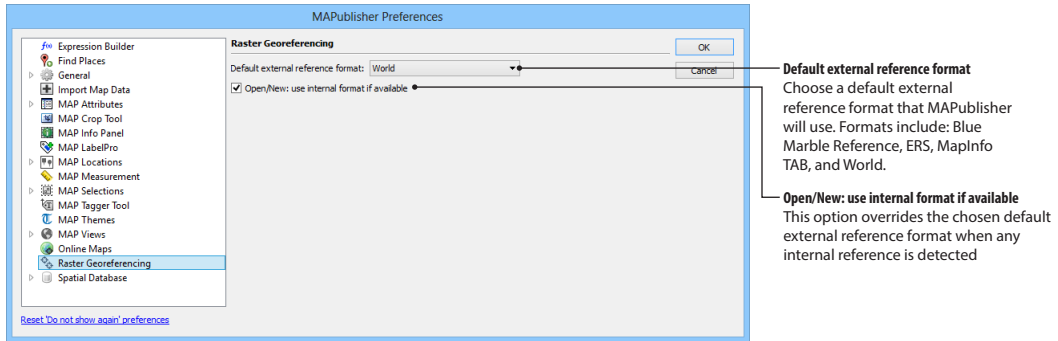 MAPublisher Preferences
f(x) Expression Builder
Find Places
General
Import Map Data
MAP Attributes
MAP Crop Tool
MAP Info Panel
MAP LabelPro
MAP Locations
MAP Measurement
MAP Selections
MAP Tagger Tool
MAP Themes
MAP Views
Online Maps
Raster Georeferencing
Spatial Database
Reset 'Do not show again' preferences
Raster Georeferencing
Default external reference format: World
Open/New: use internal format if available
OK
Cancel
Default external reference format
Choose a default external
reference format that MAPublisher
will use. Formats include: Blue
Marble Reference, ERS, MapInfo
TAB, and World.
Open/New: use internal format if available
This option overrides the chosen default
external reference format when any
internal reference is detected